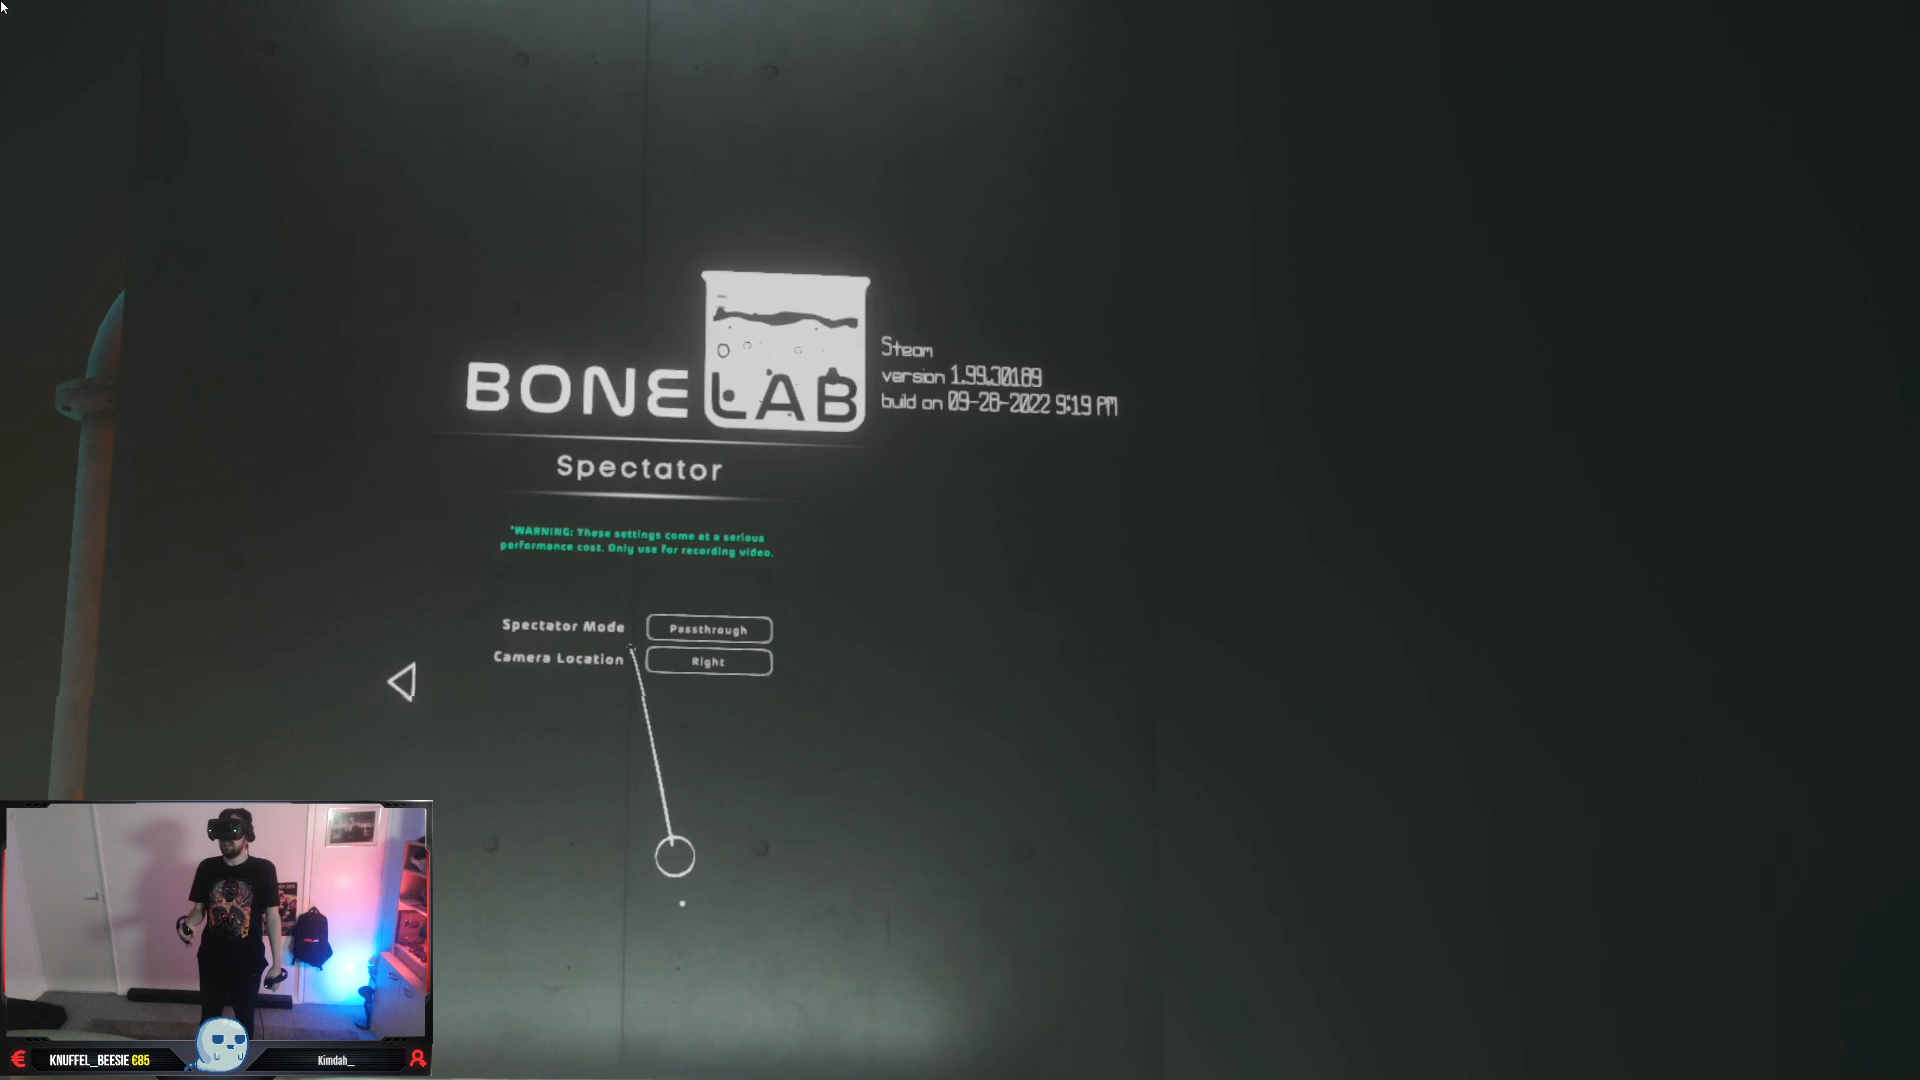 BONELAB
Steam
version 1.99.30189
build on 09-28-2022 9:19 PM
Spectator
*WARNING: These settings come at a serious
performance cost. Only use for recording video.
Spectator Mode Passthrough
Camera Location Right
KNUFFEL_BEESIE €85
Kimdah_